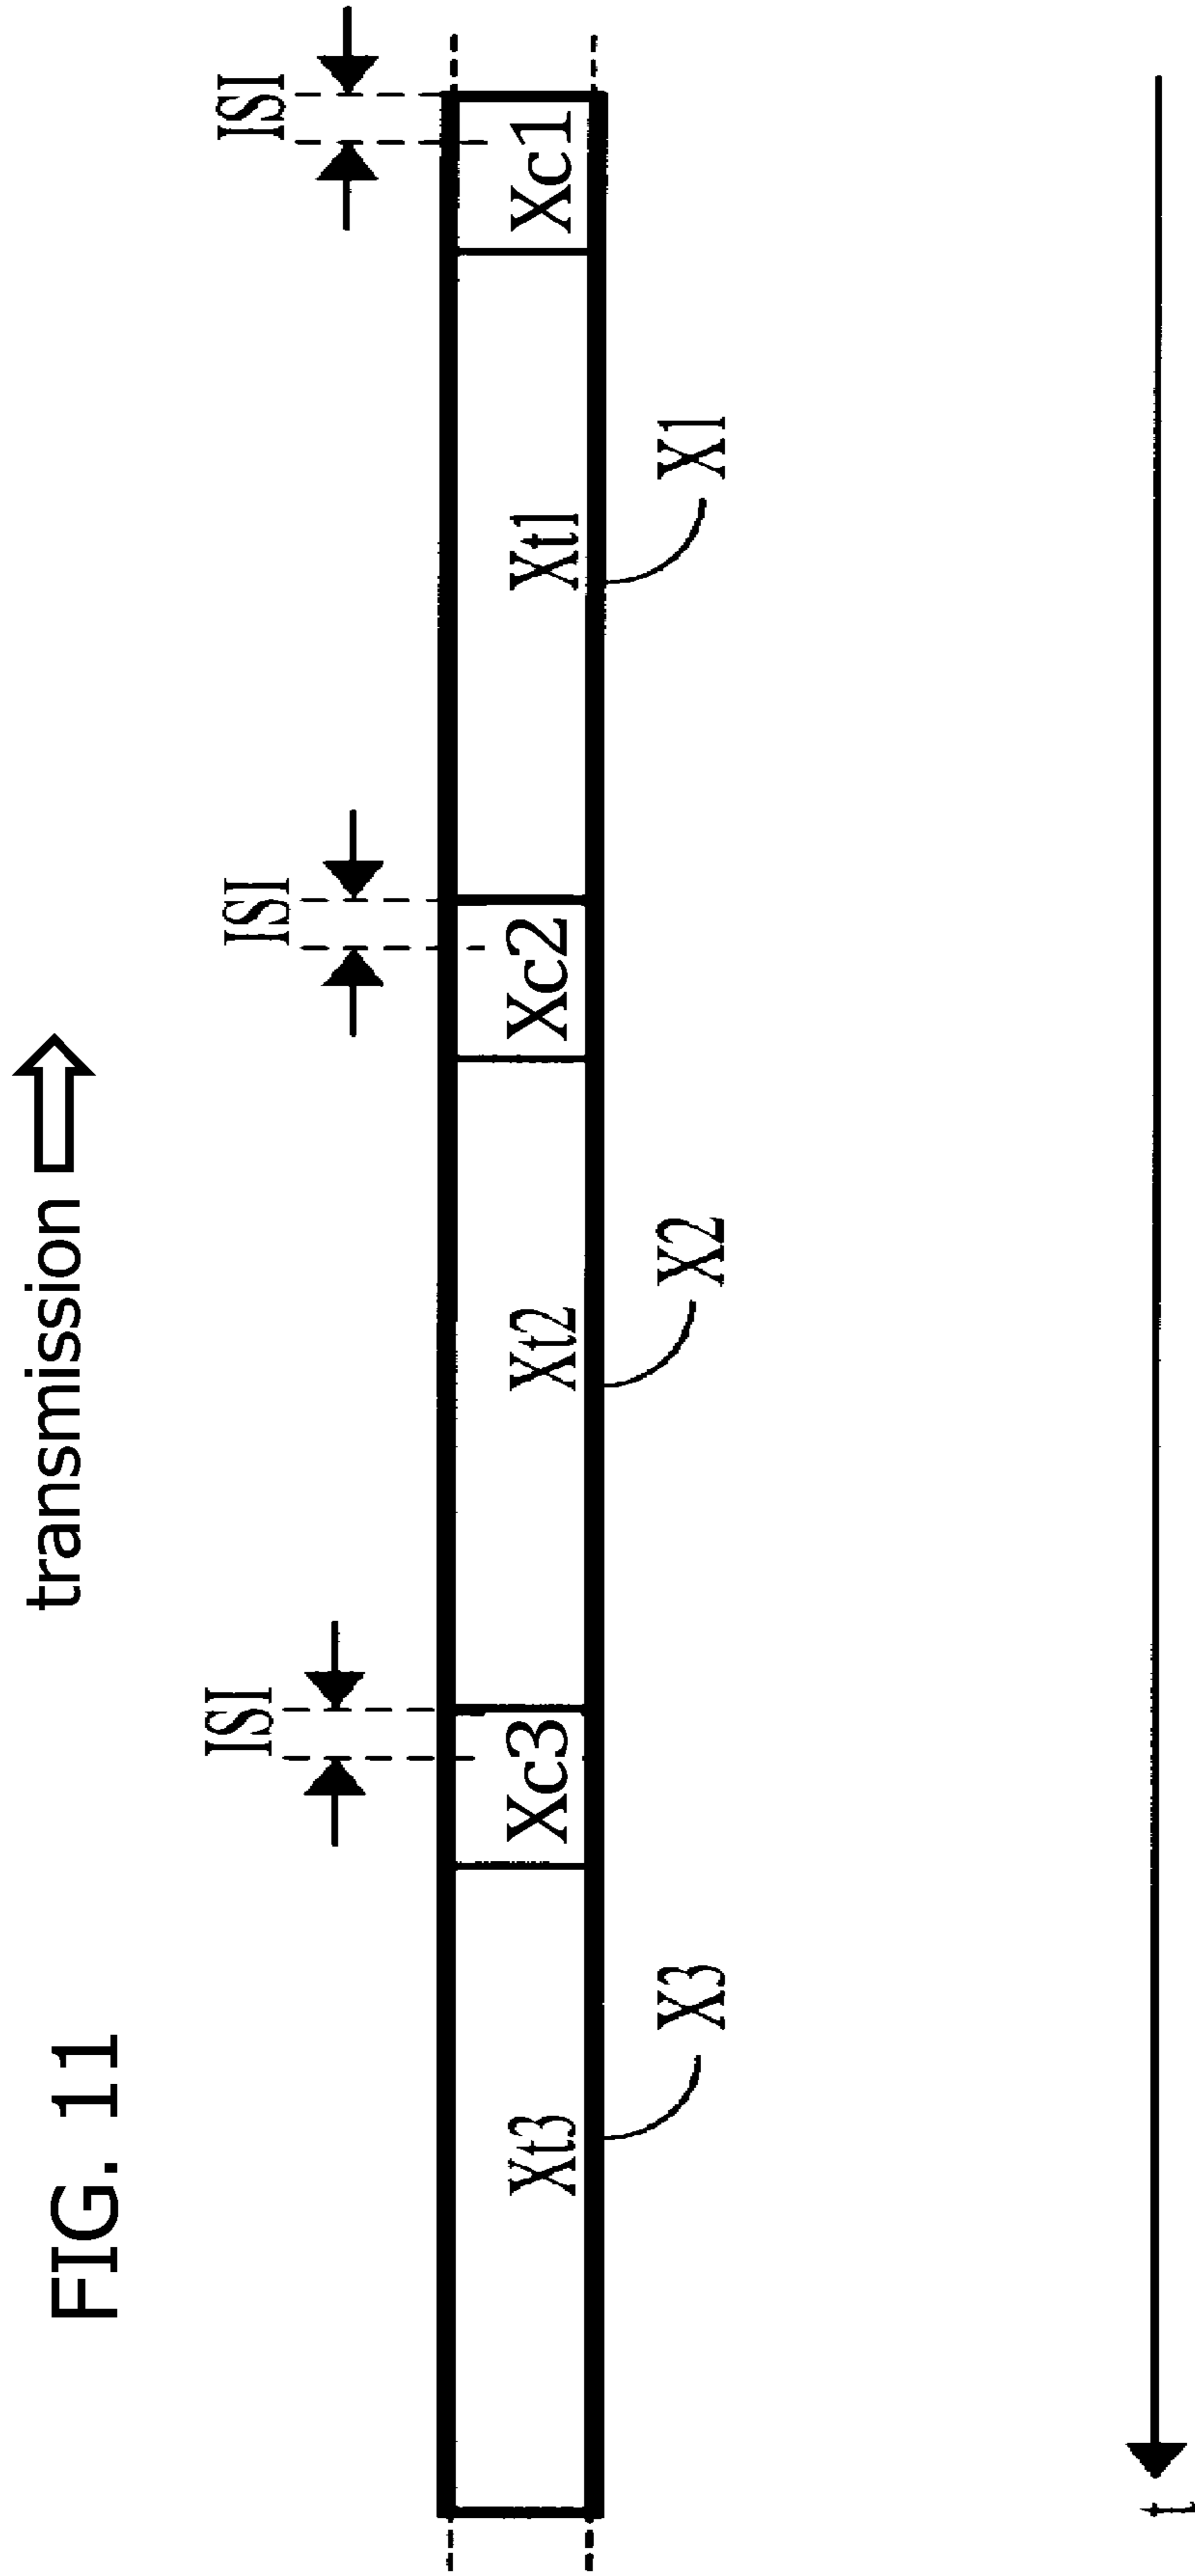 FIG. 11
transmission
ISI ISI ISI
Xt3 Xc3 Xt2 Xc2 Xt1 Xc1
X3 X2 X1
t